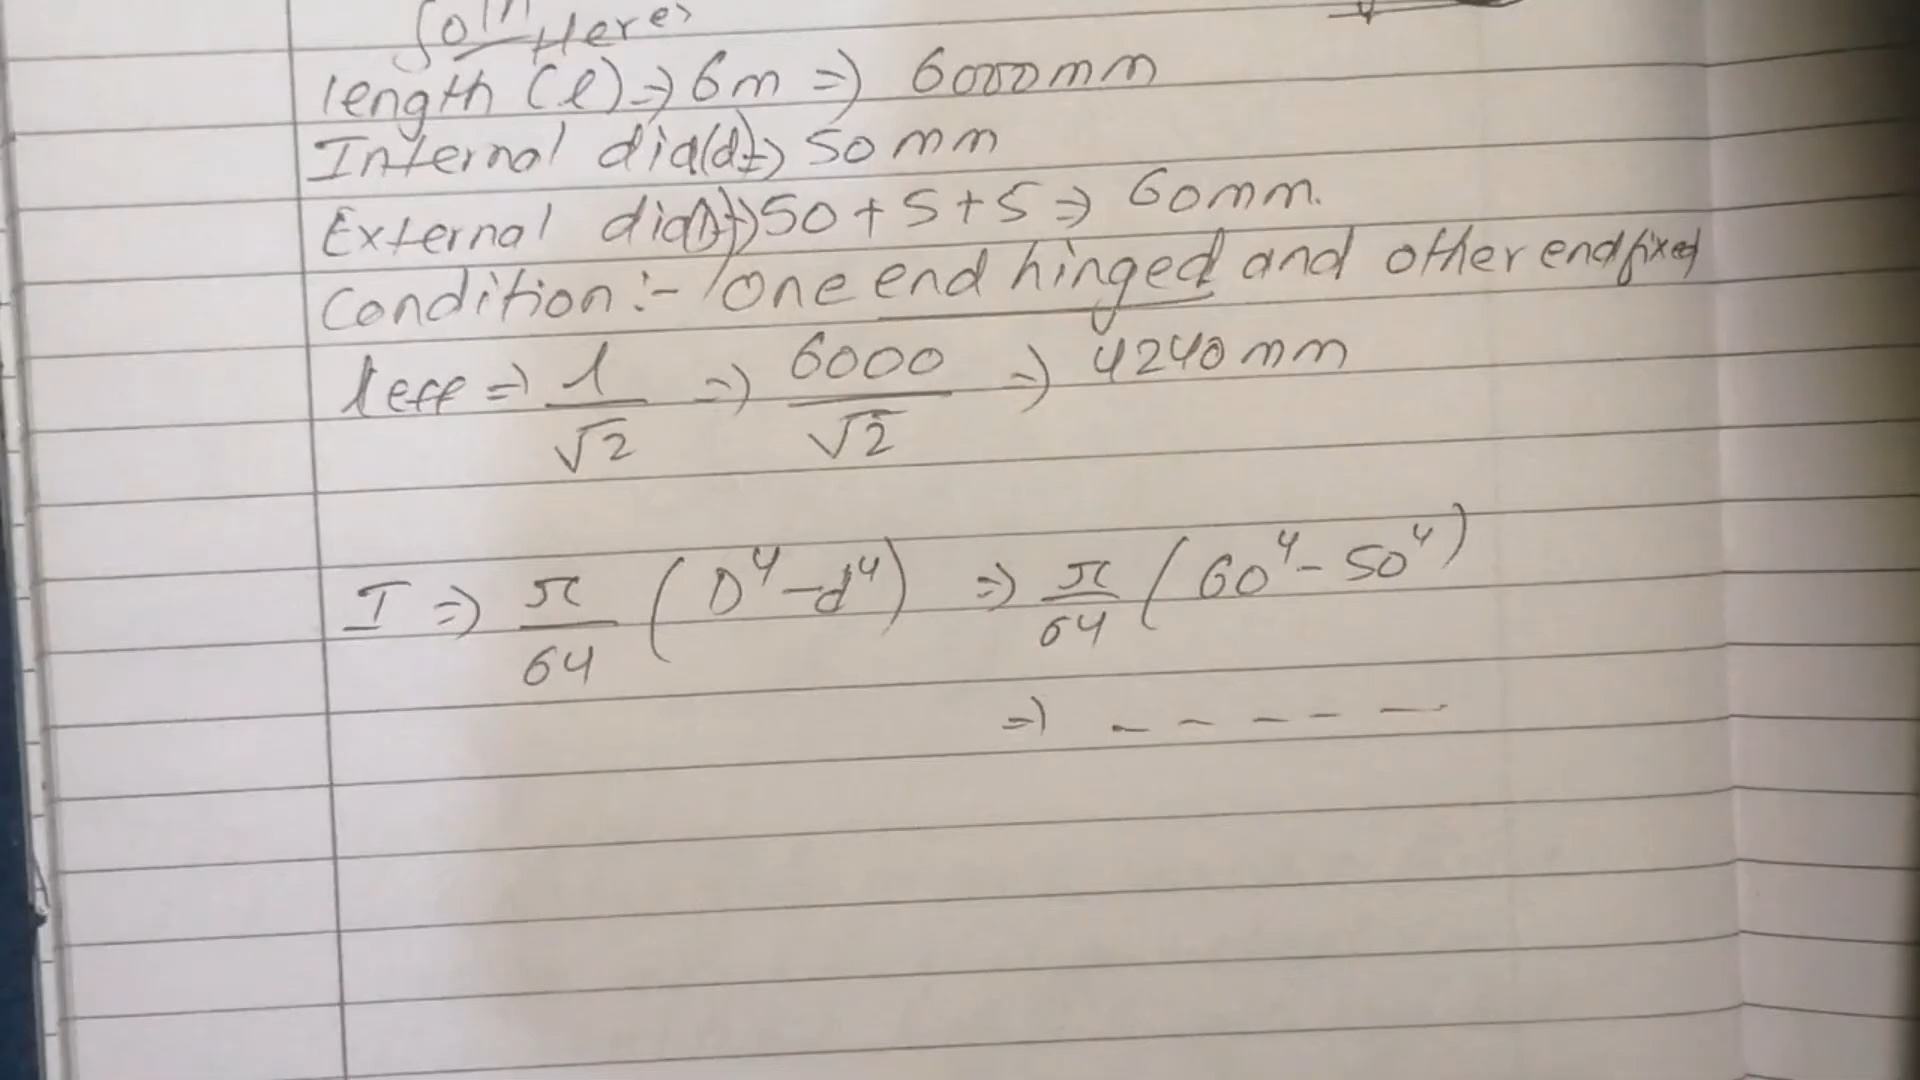 Soln Here,
length (l) => 6m => 6000mm
Internal dia(d) => 50 mm
External dia(D) => 50 + 5 + 5 => 60mm.
Condition :- One end hinged and other end fixed
leff => l/√2 => 6000/√2 => 4240 mm
I => π/64 (D⁴-d⁴) => π/64 (60⁴- 50⁴)
=> - - - - -